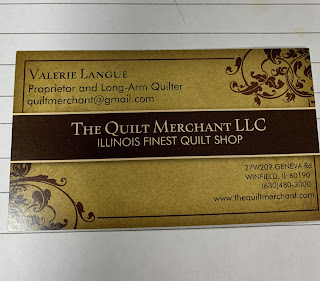 VALERIE LANGUE
Proprietor and Long-Arm Quilter
quiltmerchant@gmail.com
THE QUILT MERCHANT LLC
ILLINOIS FINEST QUILT SHOP
27W209 GENEVA Rd
WINFIELD, IL 60190
(630)480-3000
www.thequiltmerchant.com